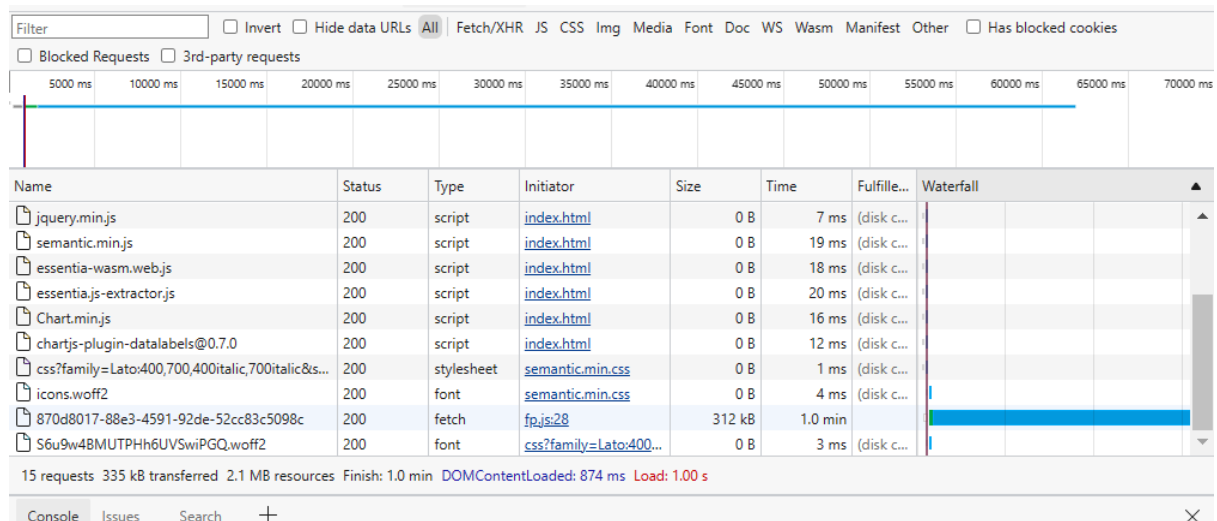 Filter Invert Hide data URLs All Fetch/XHR JS CSS Img Media Font Doc WS Wasm Manifest Other Has blocked cookies
Blocked Requests 3rd-party requests
5000 ms 10000 ms 15000 ms 20000 ms 25000 ms 30000 ms 35000 ms 40000 ms 45000 ms 50000 ms 55000 ms 60000 ms 65000 ms 70000 ms
Name Status Type Initiator Size Time Fulfille... Waterfall
jquery.min.js 200 script index.html 0 B 7 ms (disk c...
semantic.min.js 200 script index.html 0 B 19 ms (disk c...
essentia-wasm.web.js 200 script index.html 0 B 18 ms (disk c...
essentia.js-extractor.js 200 script index.html 0 B 20 ms (disk c...
Chart.min.js 200 script index.html 0 B 16 ms (disk c...
chartjs-plugin-datalabels@0.7.0 200 script index.html 0 B 12 ms (disk c...
css?family=Lato:400,700,400italic,700italic&s... 200 stylesheet semantic.min.css 0 B 1 ms (disk c...
icons.woff2 200 font semantic.min.css 0 B 4 ms (disk c...
870d8017-88e3-4591-92de-52cc83c5098c 200 fetch fp.js:28 312 kB 1.0 min
S6u9w4BMUTPHh6UVSwiPGQ.woff2 200 font css?family=Lato:400... 0 B 3 ms (disk c...
15 requests 335 kB transferred 2.1 MB resources Finish: 1.0 min DOMContentLoaded: 874 ms Load: 1.00 s
Console Issues Search